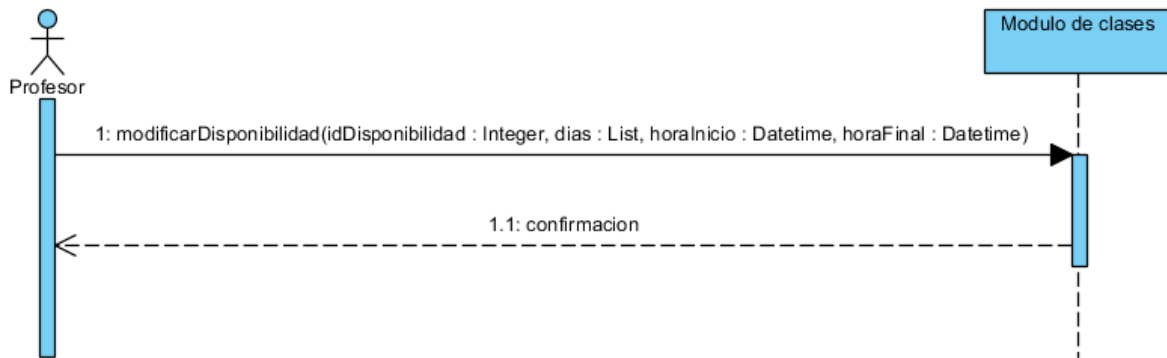 Modulo de clases
Profesor
1: modificarDisponibilidad(idDisponibilidad : Integer, dias : List, horaInicio : Datetime, horaFinal : Datetime)
1.1: confirmacion